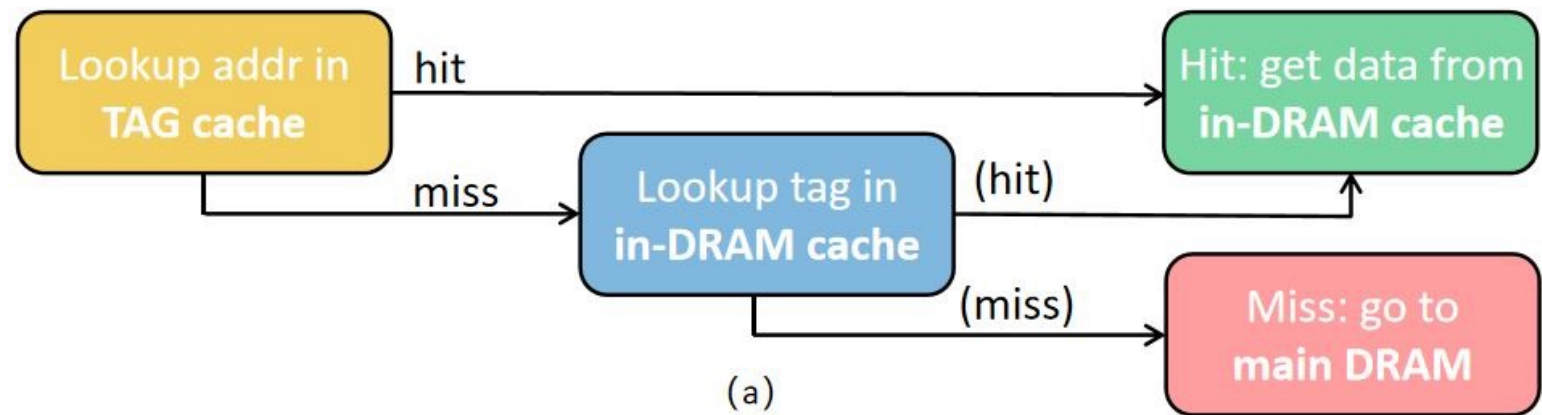 Lookup addr in
TAG cache
hit
Hit: get data from
in-DRAM cache
miss
Lookup tag in
in-DRAM cache
(hit)
(miss)
Miss: go to
main DRAM
(a)